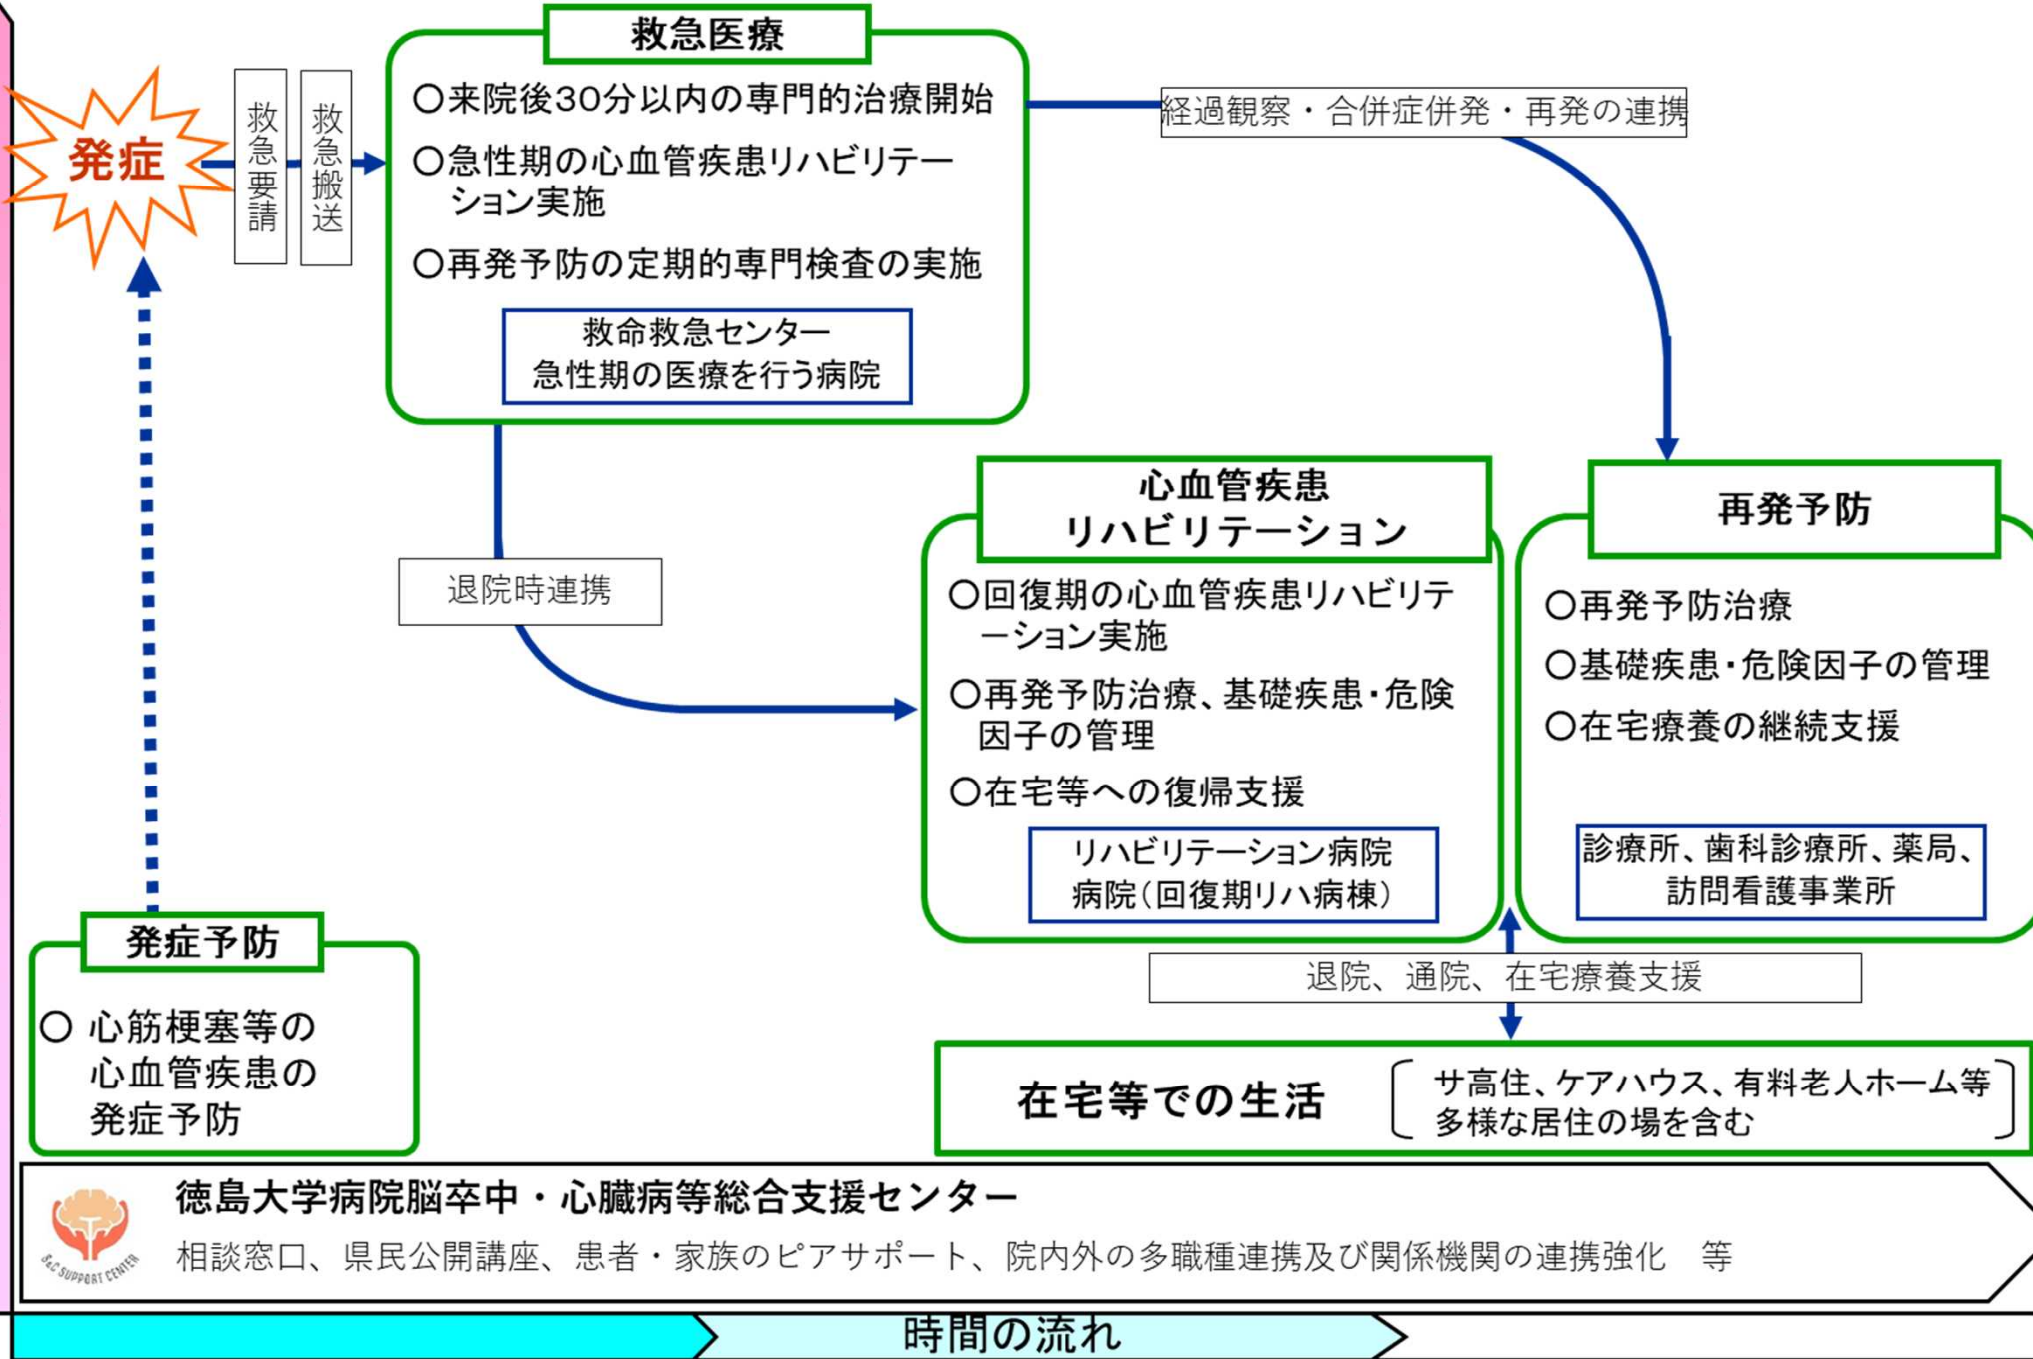 救急医療
○来院後30分以内の専門的治療開始
○急性期の心血管疾患リハビリテー
ション実施
○再発予防の定期的専門検査の実施
救命救急センター
急性期の医療を行う病院
発症
救急要請
救急搬送
経過観察・合併症併発・再発の連携
退院時連携
心血管疾患
リハビリテーション
○回復期の心血管疾患リハビリテ
ーション実施
○再発予防治療、基礎疾患・危険
因子の管理
○在宅等への復帰支援
リハビリテーション病院
病院(回復期リハ病棟)
再発予防
○再発予防治療
○基礎疾患・危険因子の管理
○在宅療養の継続支援
診療所、歯科診療所、薬局、
訪問看護事業所
発症予防
○ 心筋梗塞等の
心血管疾患の
発症予防
退院、通院、在宅療養支援
在宅等での生活
サ高住、ケアハウス、有料老人ホーム等
多様な居住の場を含む
徳島大学病院脳卒中・心臓病等総合支援センター
相談窓口、県民公開講座、患者・家族のピアサポート、院内外の多職種連携及び関係機関の連携強化　等
S&C SUPPORT CENTER
時間の流れ